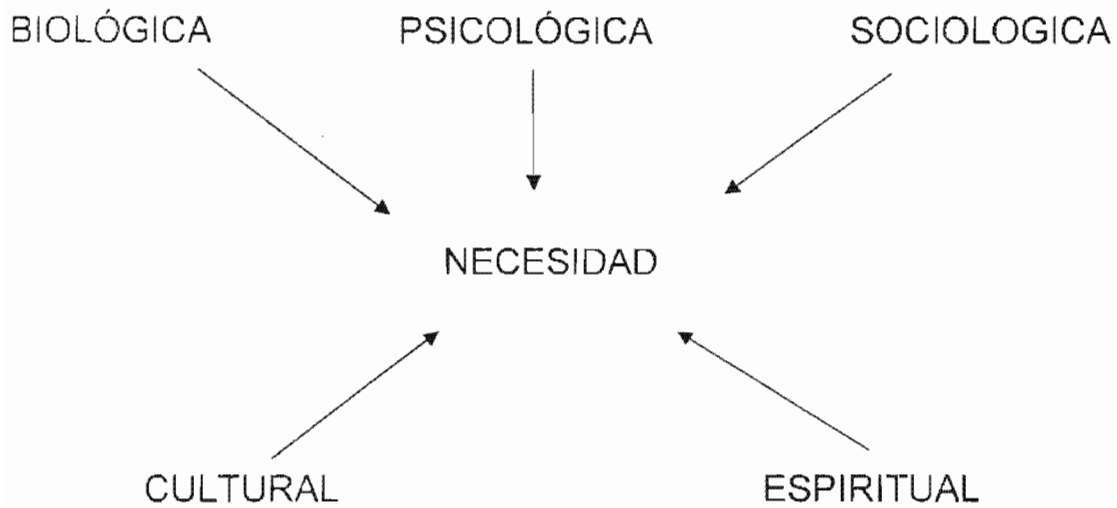 BIOLÓGICA PSICOLÓGICA SOCIOLOGICA
NECESIDAD
CULTURAL ESPIRITUAL